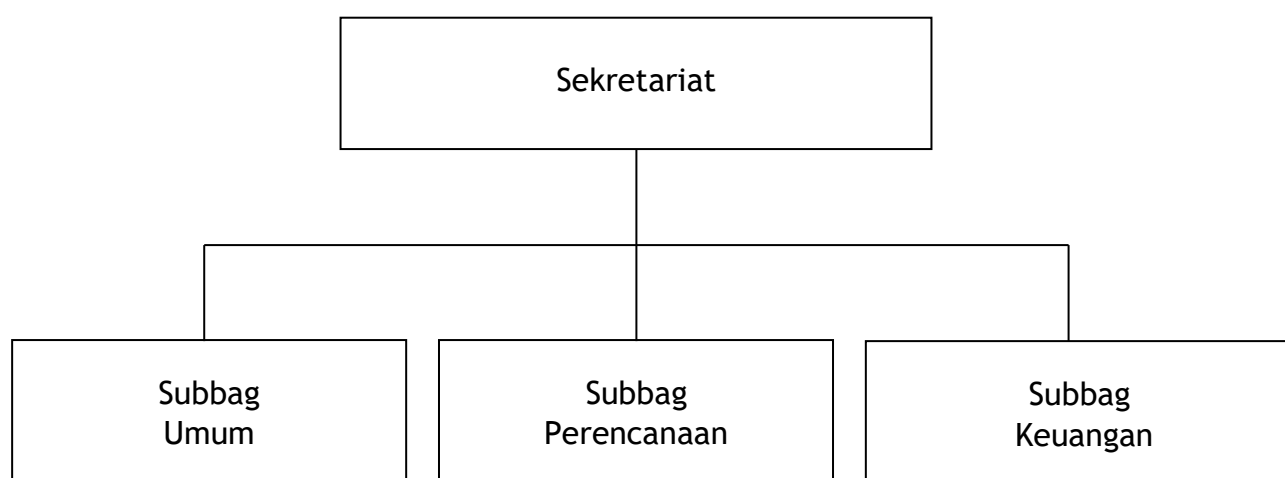 Sekretariat
Subbag
Umum
Subbag
Perencanaan
Subbag
Keuangan